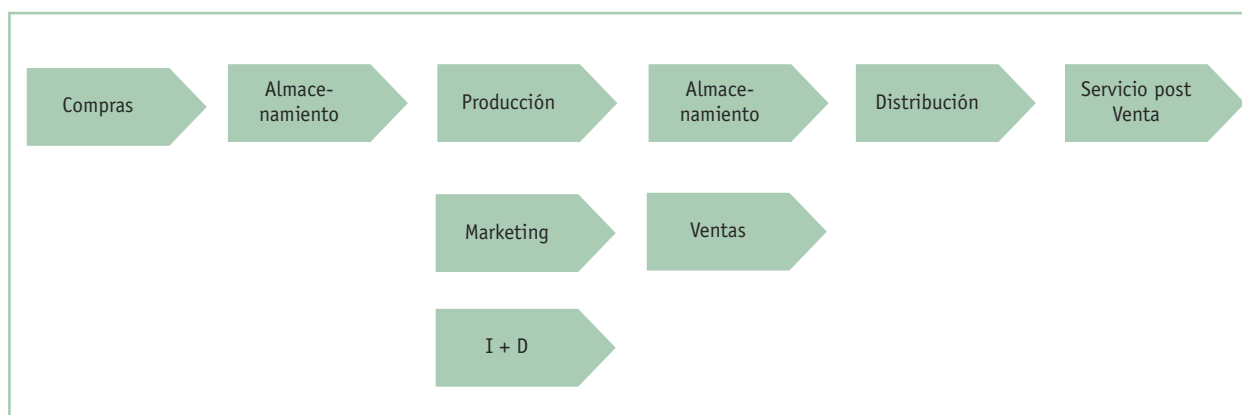 Compras
Almace-
namiento
Producción
Almace-
namiento
Distribución
Servicio post
Venta
Marketing
Ventas
I + D